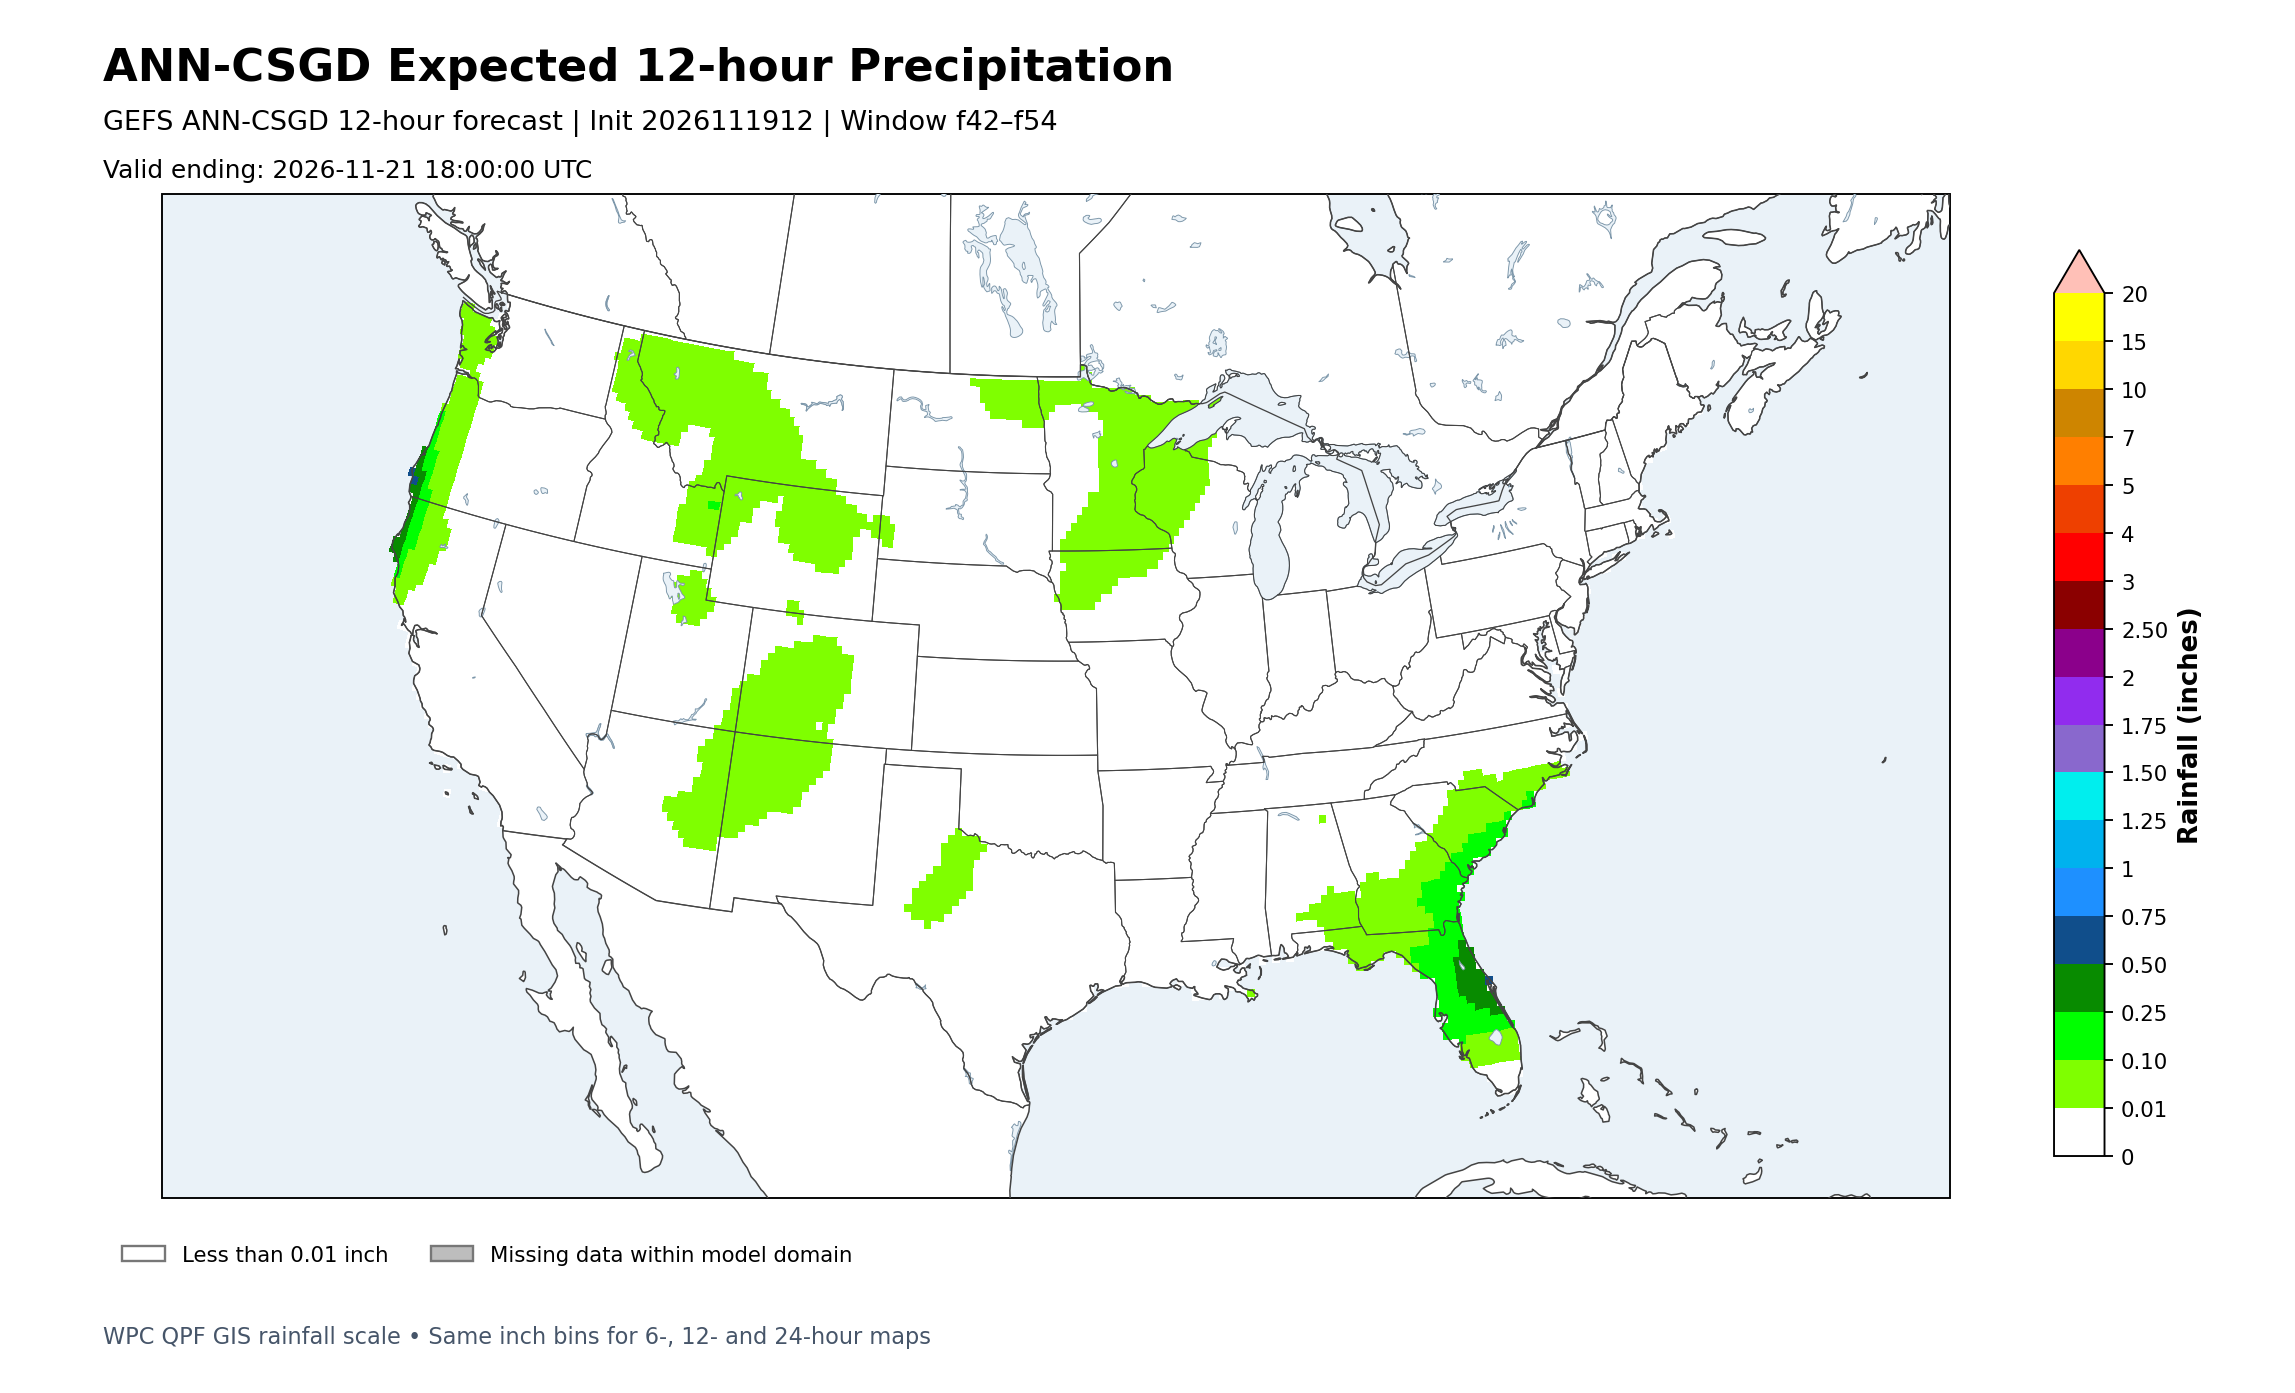 ANN-CSGD Expected 12-hour Precipitation
GEFS ANN-CSGD 12-hour forecast | Init 2026111912 | Window f42–f54
Valid ending: 2026-11-21 18:00:00 UTC
20
15
10
7
5
4
3
2.50
2
1.75
1.50
1.25
1
0.75
0.50
0.25
0.10
0.01
0
Rainfall (inches)
Less than 0.01 inch
Missing data within model domain
WPC QPF GIS rainfall scale • Same inch bins for 6-, 12- and 24-hour maps